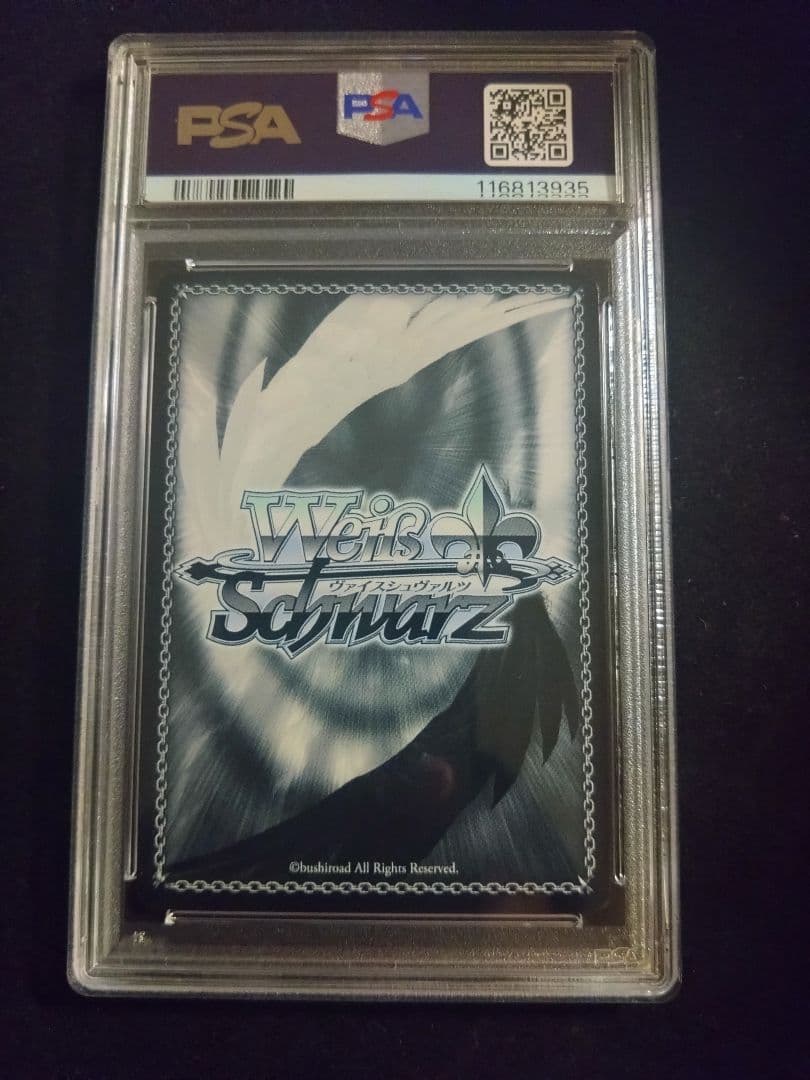 PSA
PSA
116813935
Weiß
ヴァイスシュヴァルツ
Schwarz
©bushiroad All Rights Reserved.
PSA